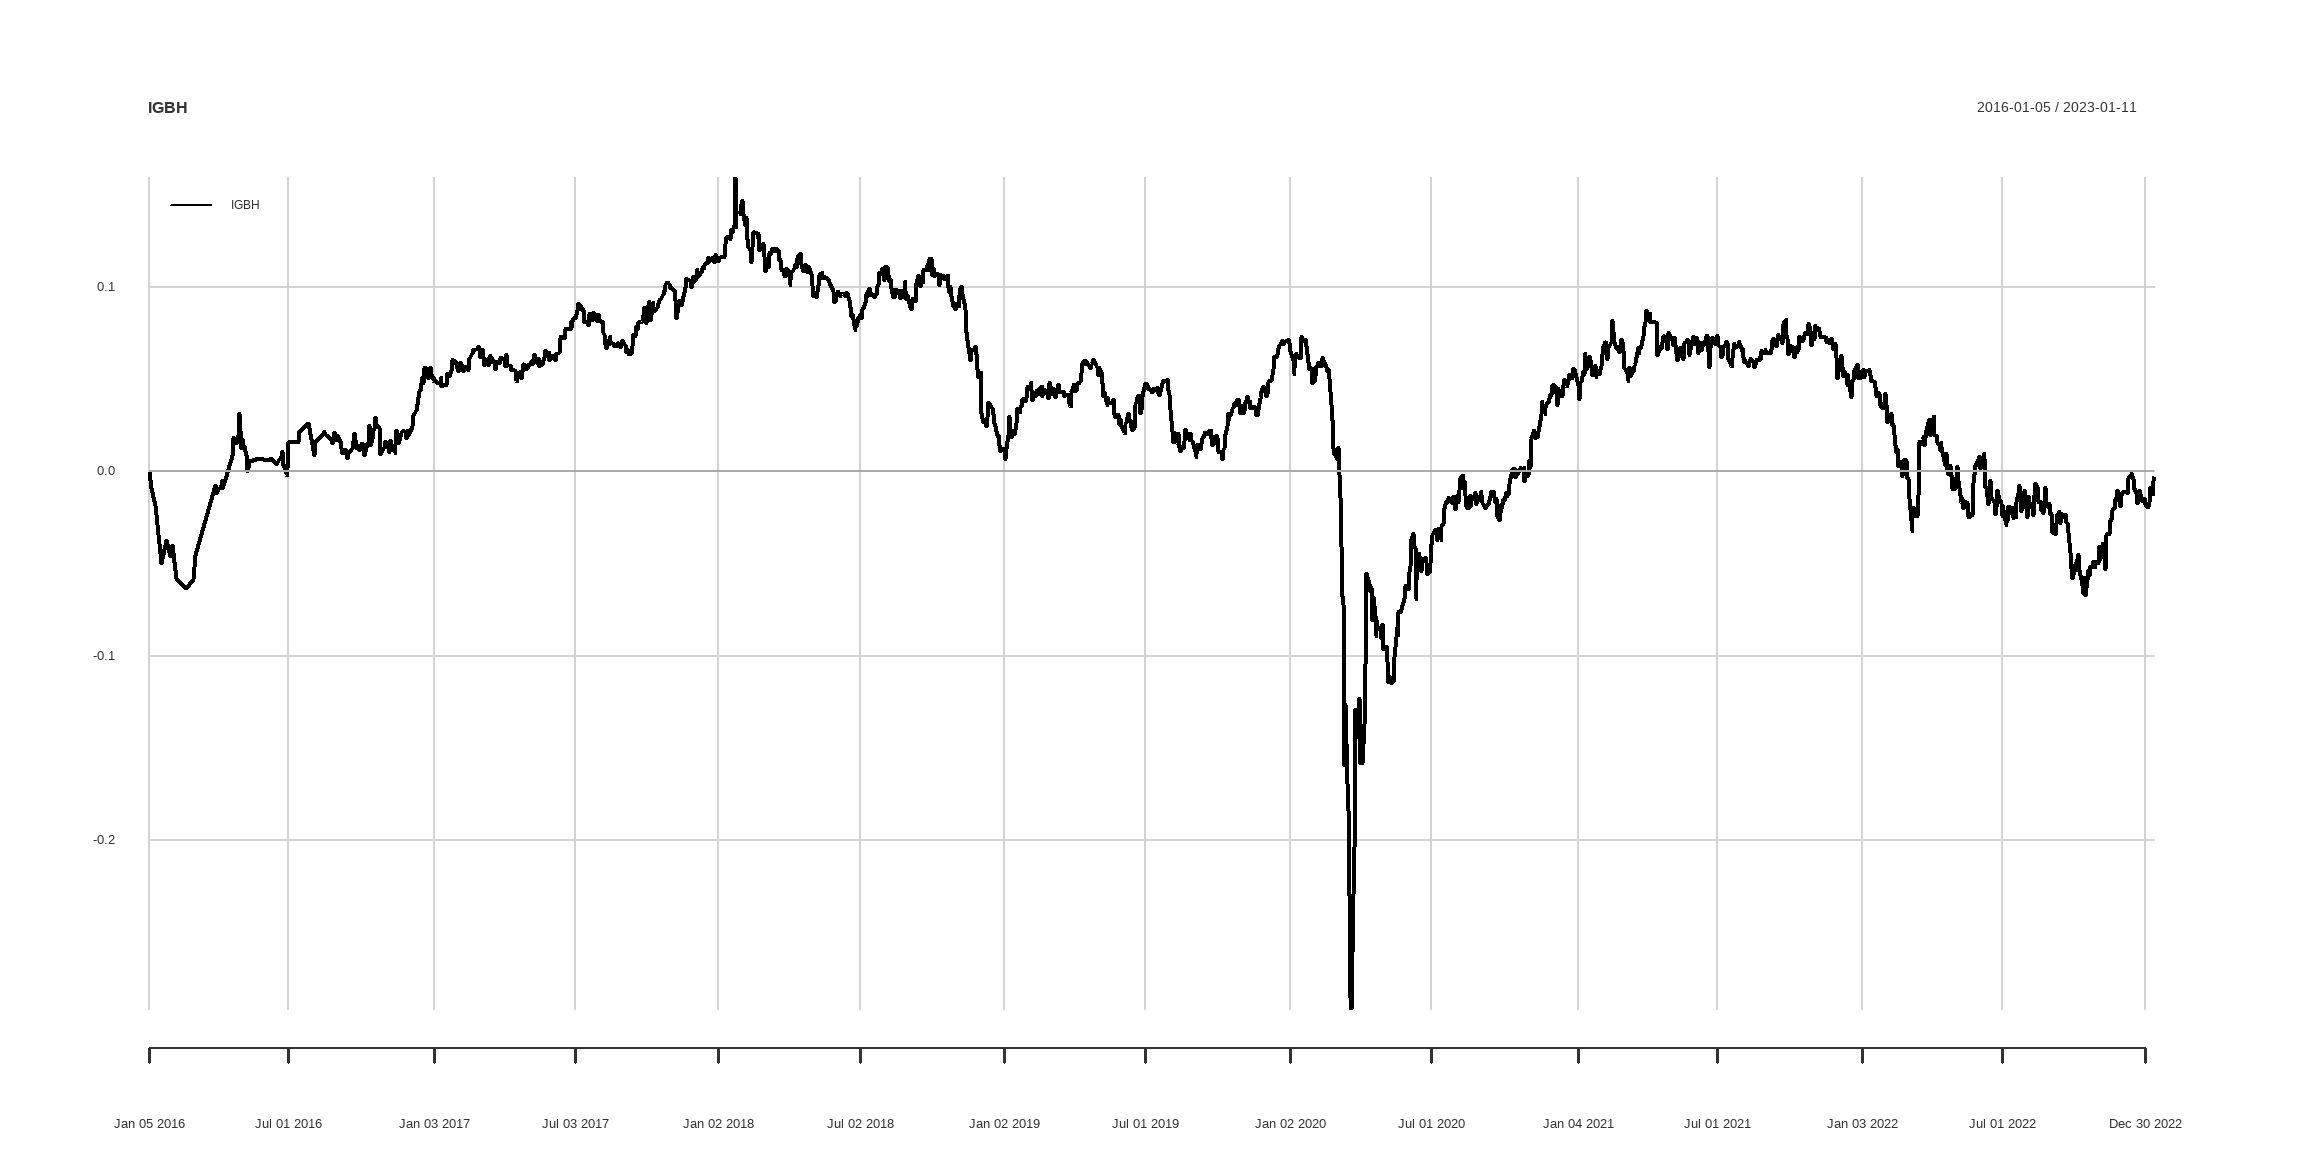 IGBH
2016-01-05 / 2023-01-11
IGBH
0.1
0.0
-0.1
-0.2
Jan 05 2016
Jul 01 2016
Jan 03 2017
Jul 03 2017
Jan 02 2018
Jul 02 2018
Jan 02 2019
Jul 01 2019
Jan 02 2020
Jul 01 2020
Jan 04 2021
Jul 01 2021
Jan 03 2022
Jul 01 2022
Dec 30 2022